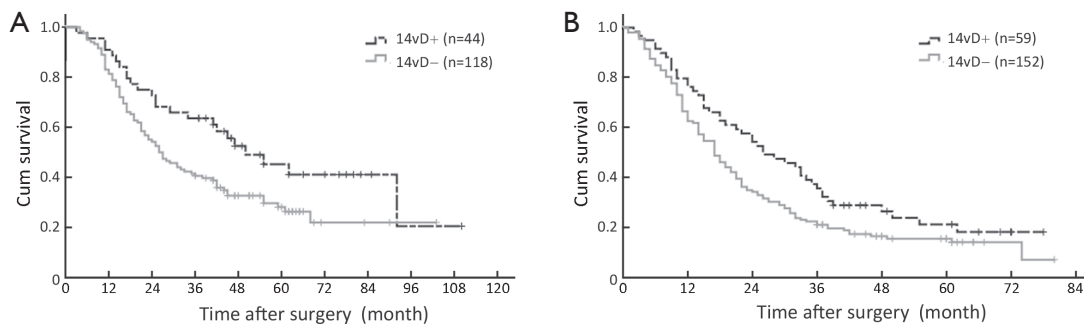 A
1.0
0.8
0.6
0.4
0.2
0
Cum survival
14vD+ (n=44)
14vD− (n=118)
0 12 24 36 48 60 72 84 96 108 120
Time after surgery (month)
B
1.0
0.8
0.6
0.4
0.2
0
Cum survival
14vD+ (n=59)
14vD− (n=152)
0 12 24 36 48 60 72 84
Time after surgery (month)